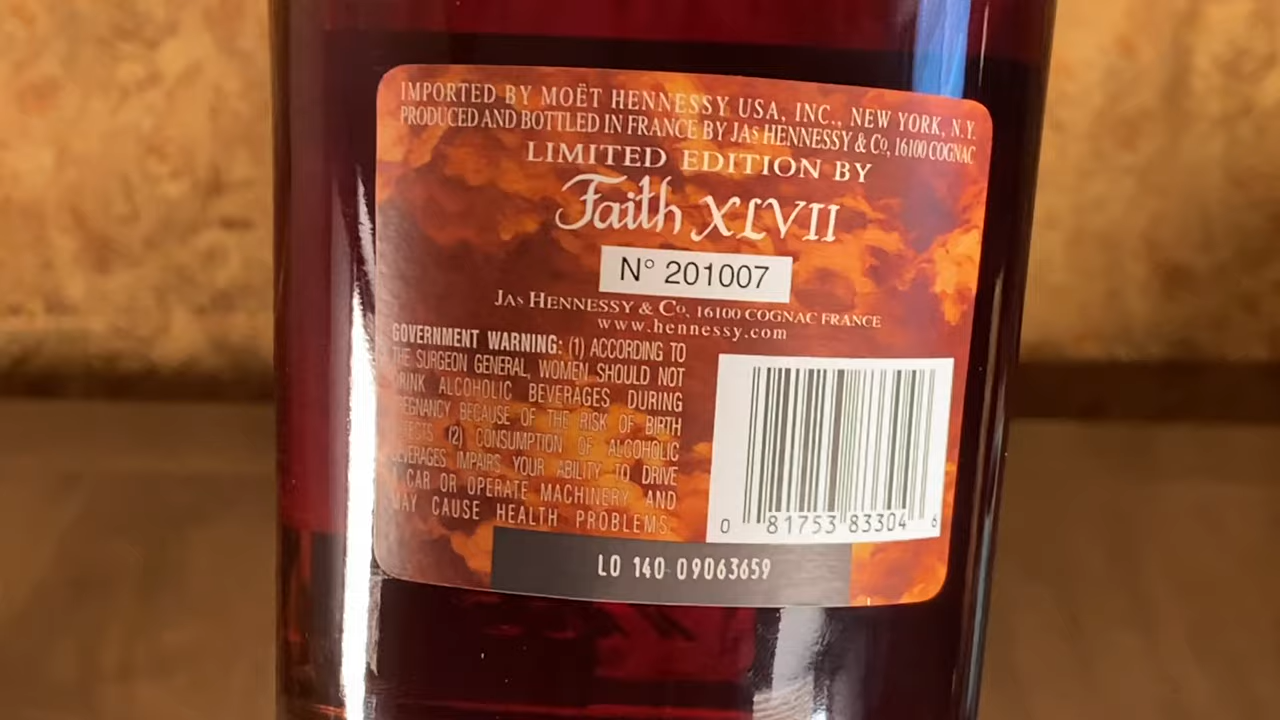 IMPORTED BY MOËT HENNESSY USA, INC., NEW YORK, N.Y.
PRODUCED AND BOTTLED IN FRANCE BY JAS HENNESSY & Co, 16100 COGNAC
LIMITED EDITION BY
Faith XLVII
N° 201007
JAS HENNESSY & Co, 16100 COGNAC FRANCE
www.hennessy.com
GOVERNMENT WARNING: (1) ACCORDING TO
THE SURGEON GENERAL, WOMEN SHOULD NOT
DRINK ALCOHOLIC BEVERAGES DURING
PREGNANCY BECAUSE OF THE RISK OF BIRTH
DEFECTS (2) CONSUMPTION OF ALCOHOLIC
BEVERAGES IMPAIRS YOUR ABILITY TO DRIVE
A CAR OR OPERATE MACHINERY, AND
MAY CAUSE HEALTH PROBLEMS.
0 81753 83304 6
LO 140 09063659